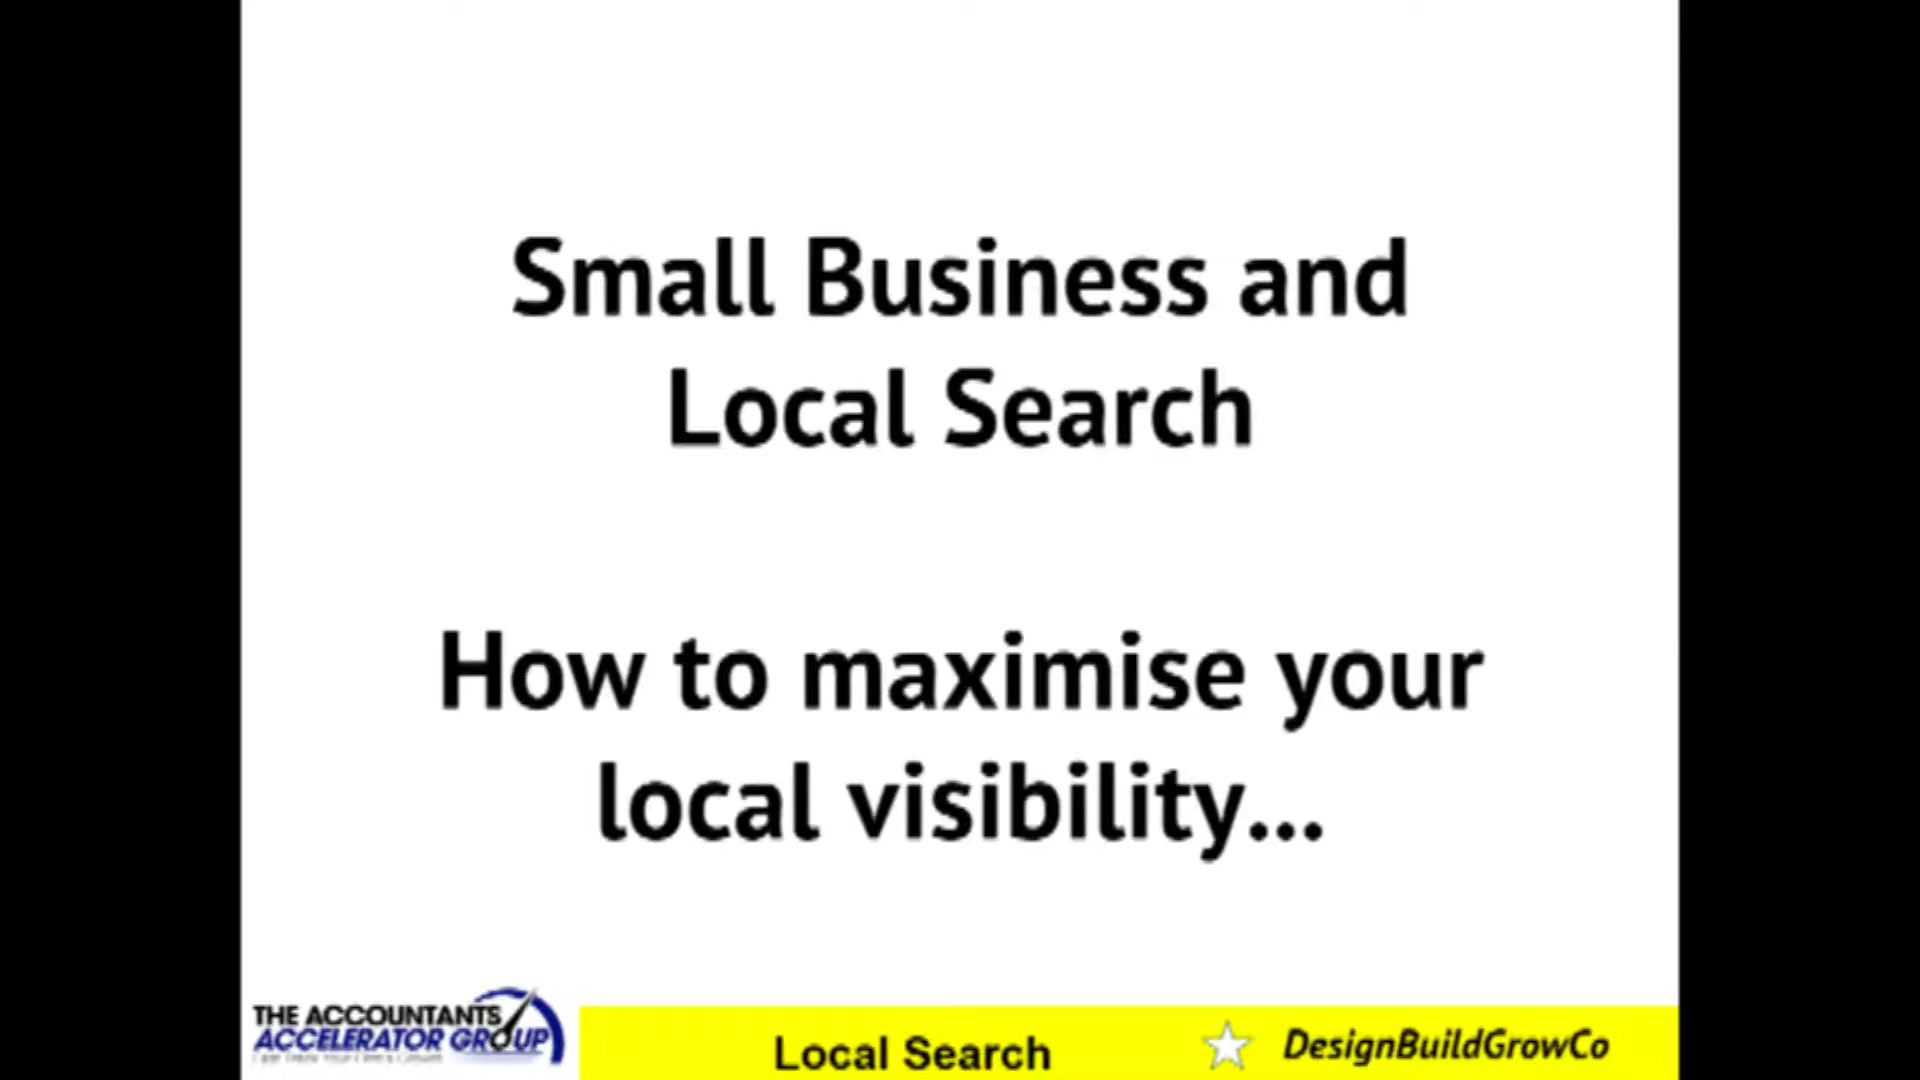 Small Business and
Local Search
How to maximise your
local visibility...
THE ACCOUNTANTS
ACCELERATOR GROUP
Local Search
DesignBuildGrowCo